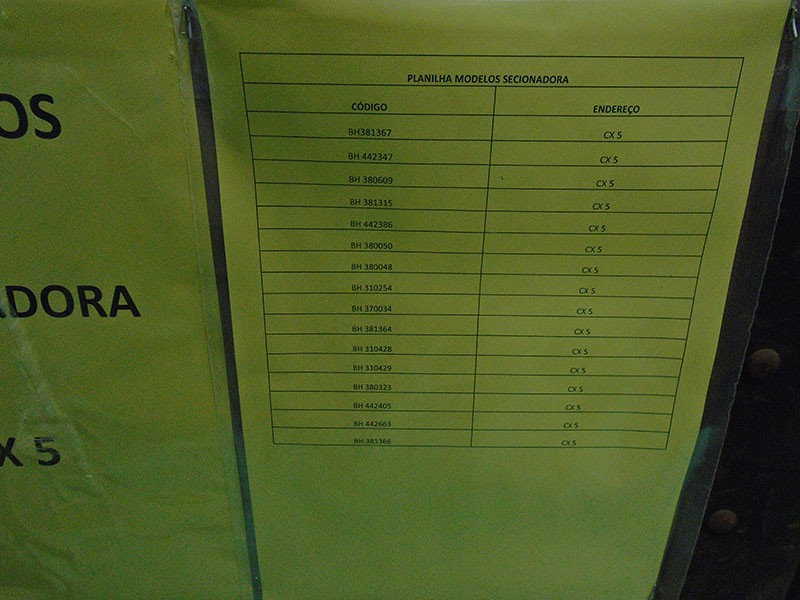 OS
ADORA
X 5
PLANILHA MODELOS SECIONADORA
CÓDIGO ENDEREÇO
BH381367 CX 5
BH 442347 CX 5
BH 380609 CX 5
BH 381315 CX 5
BH 442386 CX 5
BH 380050 CX 5
BH 380048 CX 5
BH 310254 CX 5
BH 370034 CX 5
BH 381364 CX 5
BH 310428 CX 5
BH 310429 CX 5
BH 380323 CX 5
BH 442405 CX 5
BH 442663 CX 5
BH 381366 CX 5